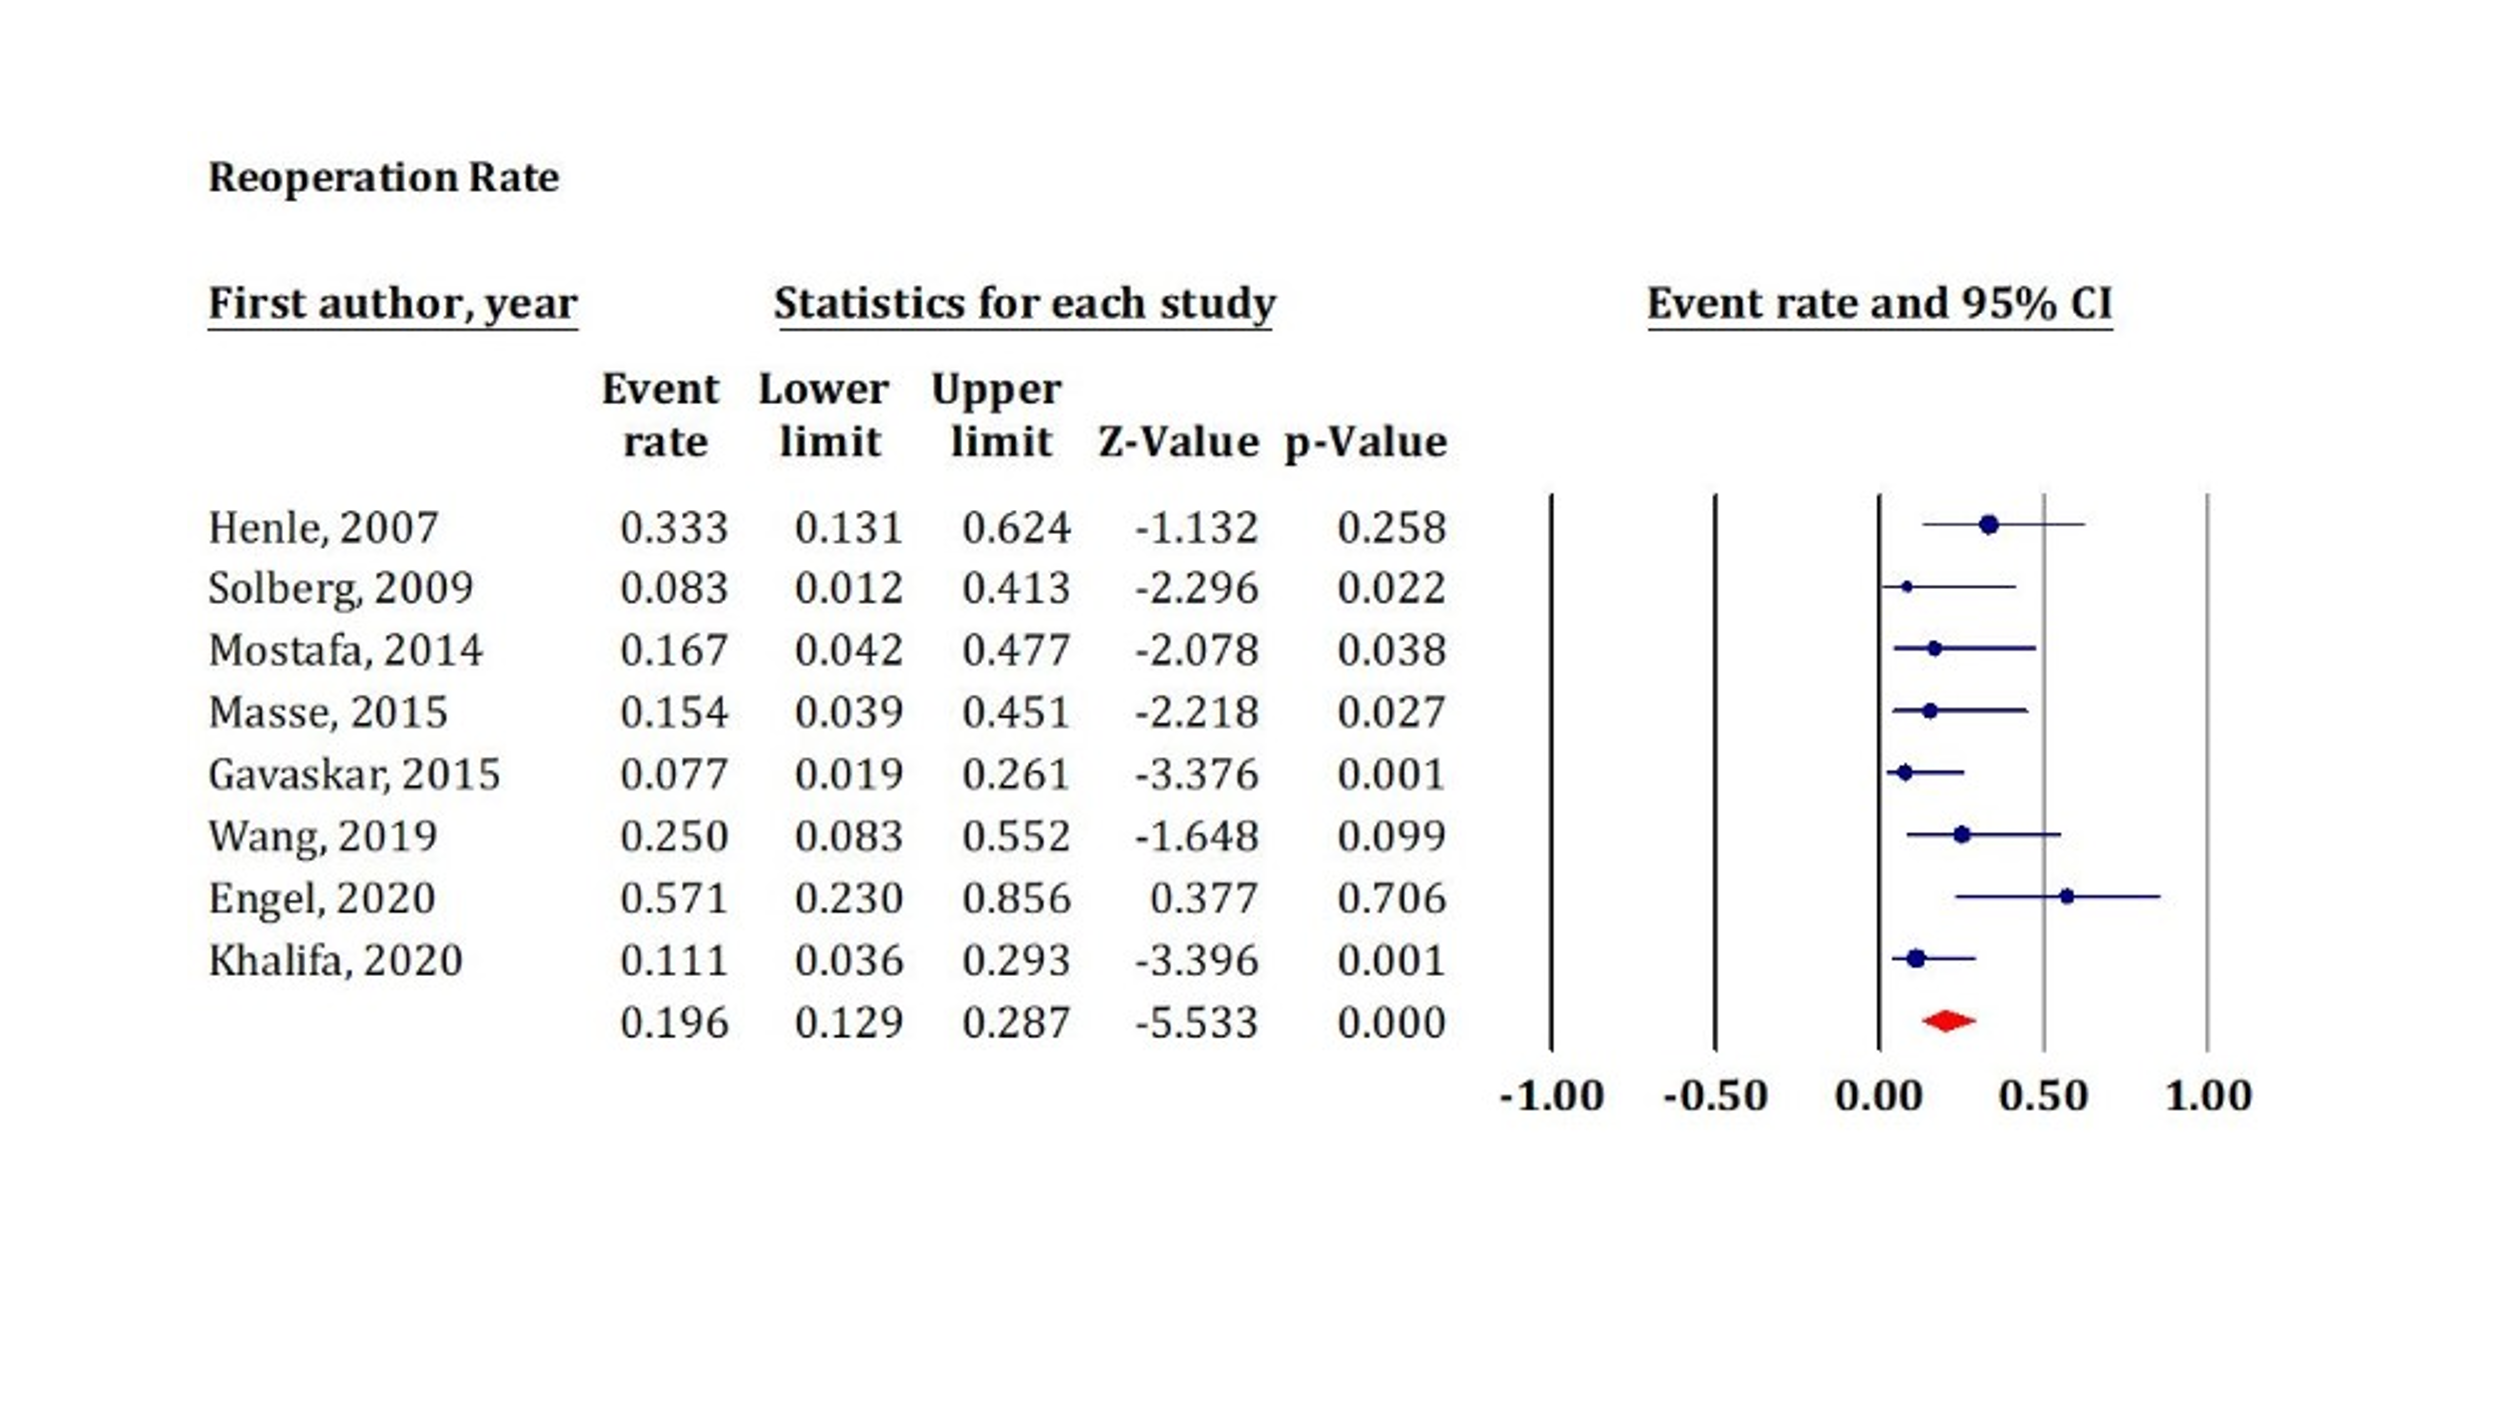 Reoperation Rate
First author, year Statistics for each study Event rate and 95% CI
Event Lower Upper
rate limit limit Z-Value p-Value
Henle, 2007 0.333 0.131 0.624 -1.132 0.258
Solberg, 2009 0.083 0.012 0.413 -2.296 0.022
Mostafa, 2014 0.167 0.042 0.477 -2.078 0.038
Masse, 2015 0.154 0.039 0.451 -2.218 0.027
Gavaskar, 2015 0.077 0.019 0.261 -3.376 0.001
Wang, 2019 0.250 0.083 0.552 -1.648 0.099
Engel, 2020 0.571 0.230 0.856 0.377 0.706
Khalifa, 2020 0.111 0.036 0.293 -3.396 0.001
0.196 0.129 0.287 -5.533 0.000
-1.00 -0.50 0.00 0.50 1.00